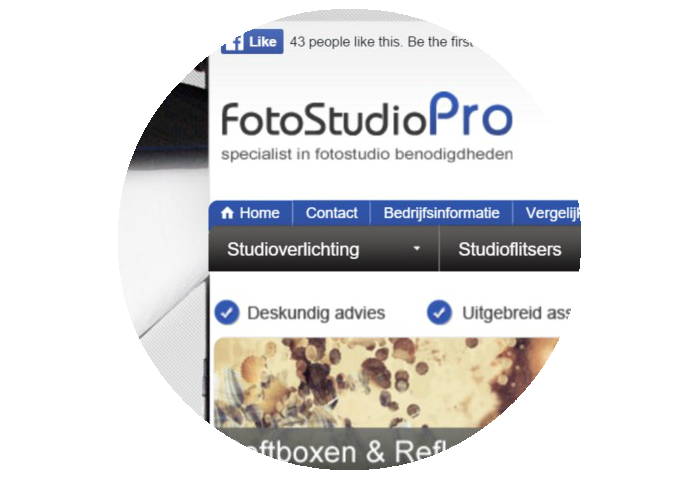 Like 43 people like this. Be the first
FotoStudioPro
specialist in fotostudio benodigdheden
Home Contact Bedrijfsinformatie
Studioverlichting Studioflitsers
Deskundig advies Uitgebreid
&